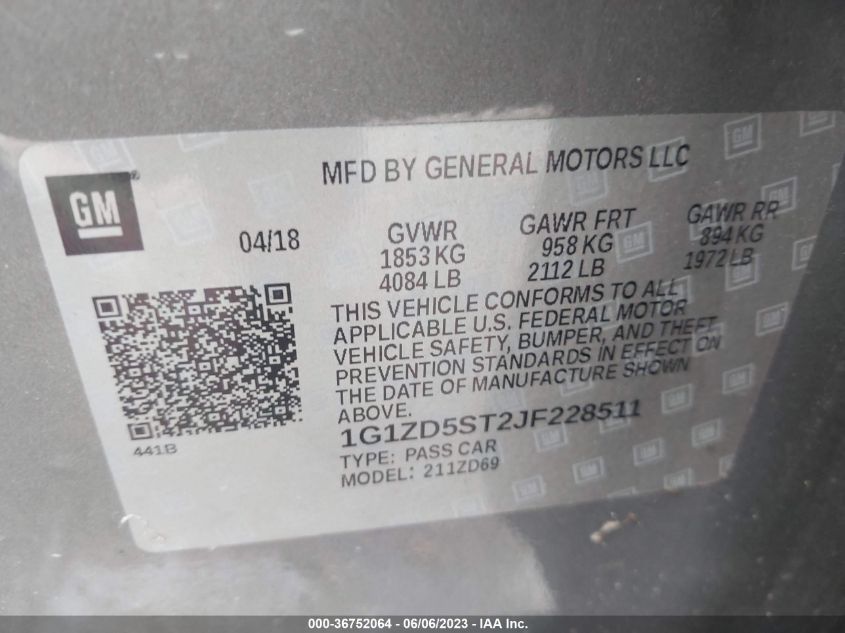 MFD BY GENERAL MOTORS LLC
GM
04/18
GVWR
1853 KG
4084 LB
GAWR FRT
958 KG
2112 LB
GAWR RR
894 KG
1972 LB
THIS VEHICLE CONFORMS TO ALL
APPLICABLE U.S. FEDERAL MOTOR
VEHICLE SAFETY, BUMPER, AND THEFT
PREVENTION STANDARDS IN EFFECT ON
THE DATE OF MANUFACTURE SHOWN
ABOVE.
1G1ZD5ST2JF228511
TYPE: PASS CAR
MODEL: 211ZD69
441B
000-36752064 - 06/06/2023 - IAA Inc.